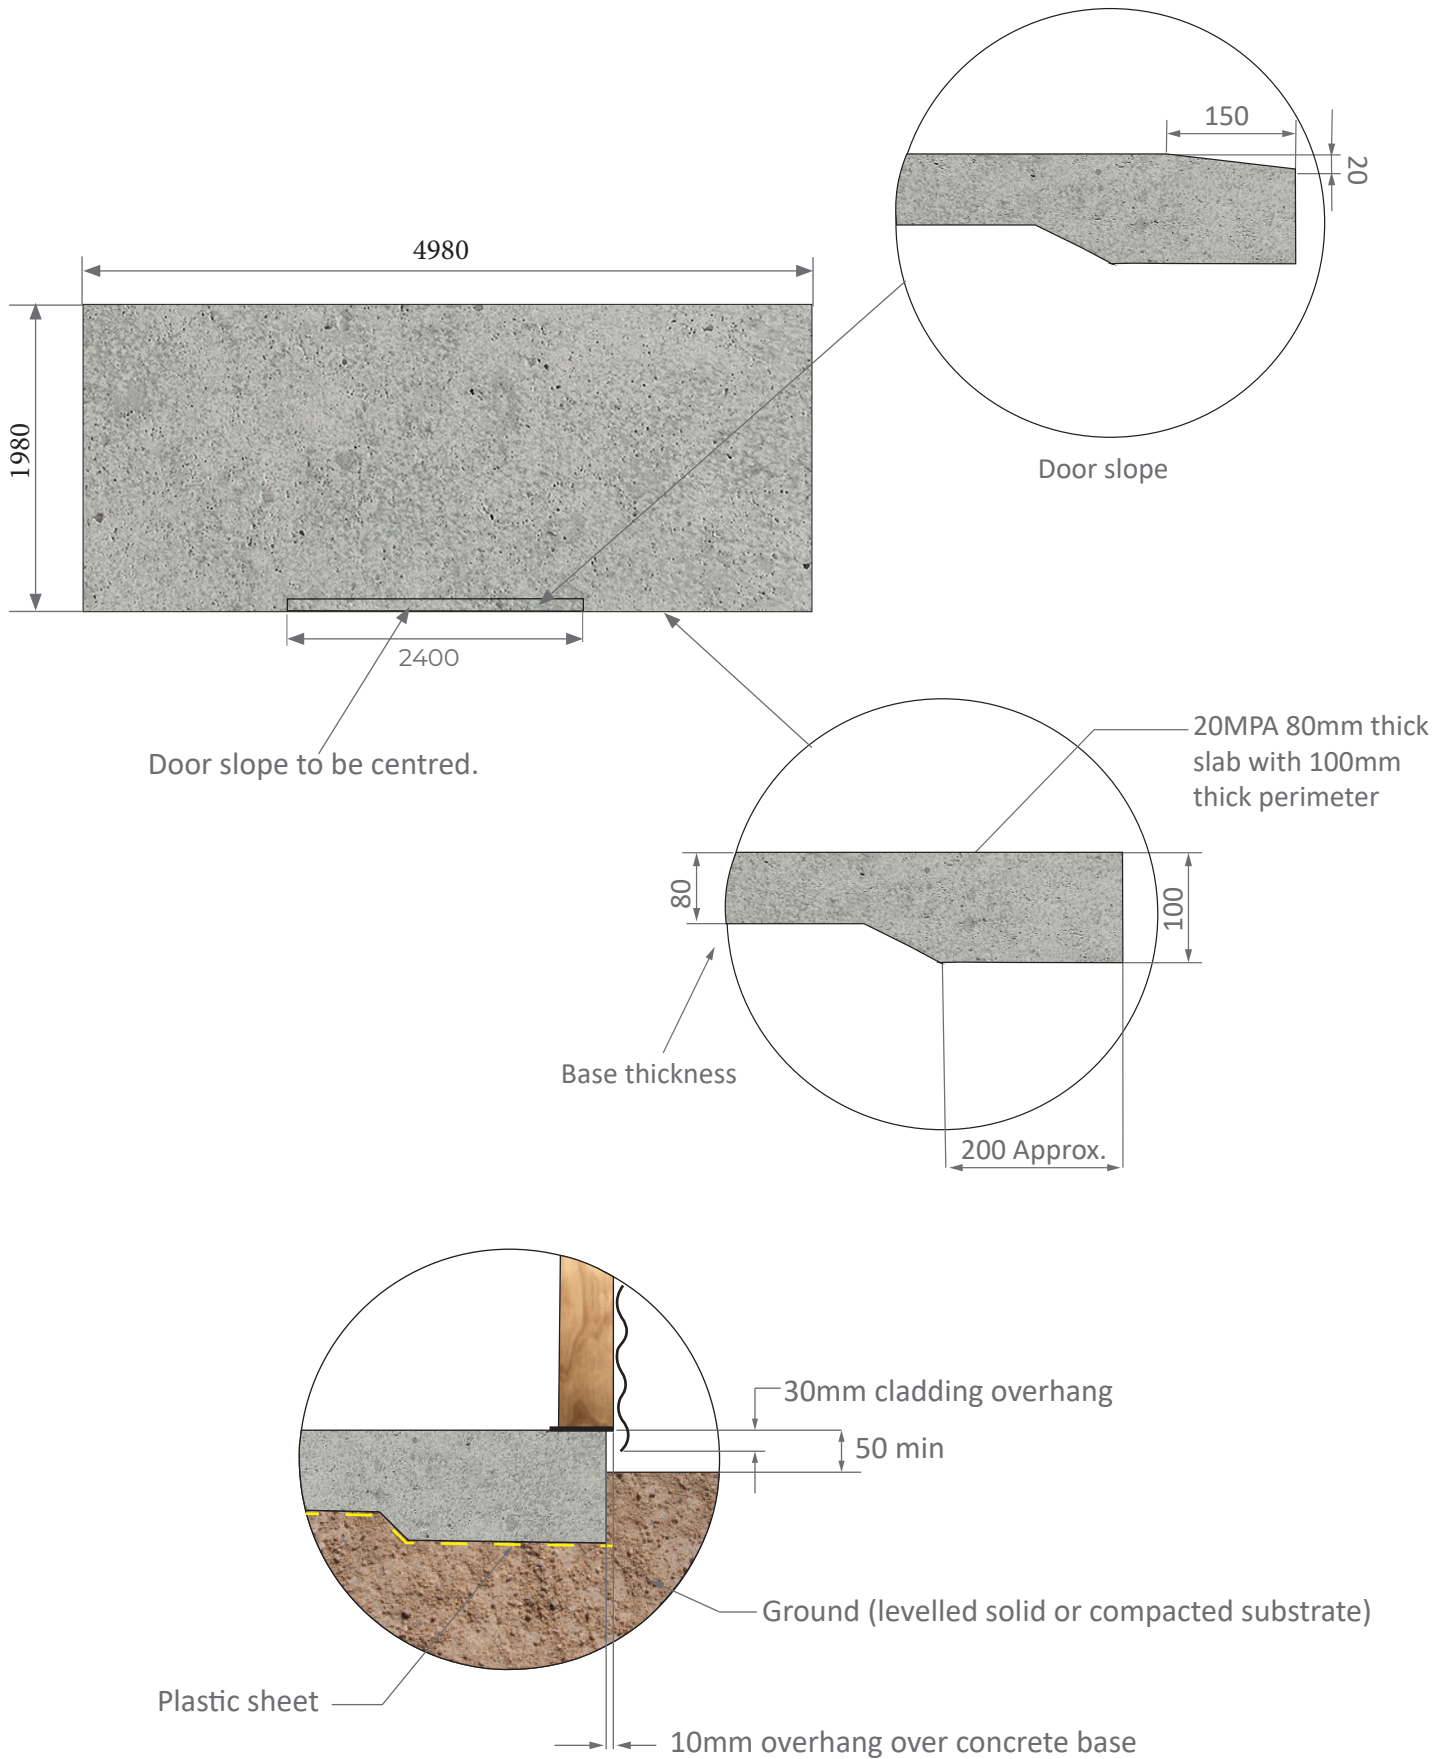 150
20
Door slope
4980
1980
2400
Door slope to be centred.
20MPA 80mm thick
slab with 100mm
thick perimeter
80
100
Base thickness
200 Approx.
30mm cladding overhang
50 min
Ground (levelled solid or compacted substrate)
Plastic sheet
10mm overhang over concrete base